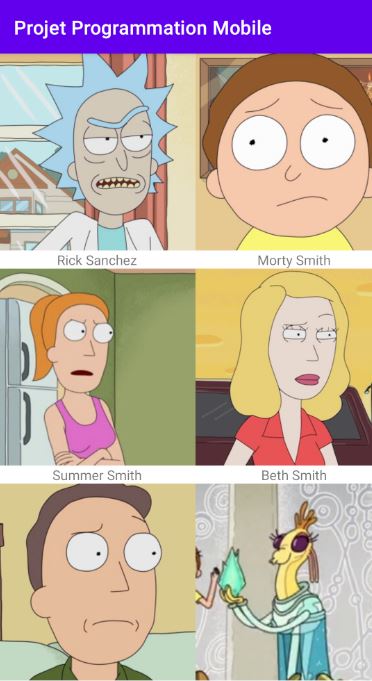 Projet Programmation Mobile
Rick Sanchez
Morty Smith
Summer Smith
Beth Smith